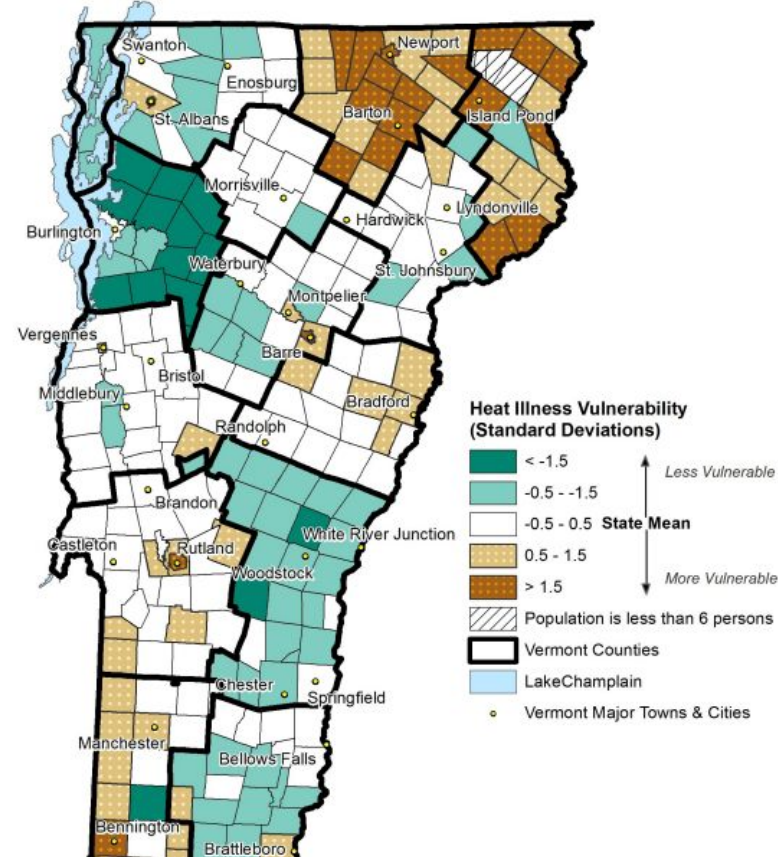 Swanton
Newport
Enosburg
St. Albans
Barton
Island Pond
Morrisville
Hardwick
Lyndonville
Burlington
Waterbury
St. Johnsbury
Montpelier
Vergennes
Barre
Bristol
Middlebury
Bradford
Randolph
Brandon
White River Junction
Castleton
Rutland
Woodstock
Chester
Springfield
Manchester
Bellows Falls
Bennington
Brattleboro
Heat Illness Vulnerability
(Standard Deviations)
< -1.5
Less Vulnerable
-0.5 - -1.5
-0.5 - 0.5 State Mean
0.5 - 1.5
More Vulnerable
> 1.5
Population is less than 6 persons
Vermont Counties
LakeChamplain
Vermont Major Towns & Cities